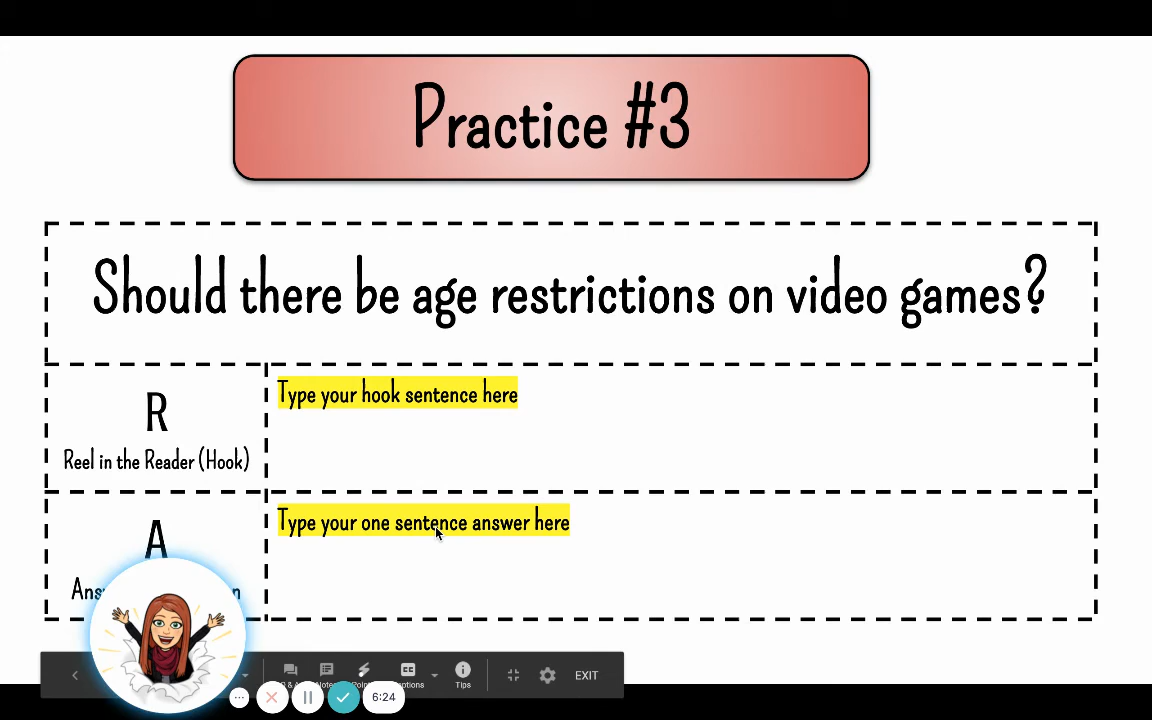 Practice #3
Should there be age restrictions on video games?
R
Reel in the Reader (Hook)
Type your hook sentence here
A
Type your one sentence answer here
Tips
EXIT
6:24